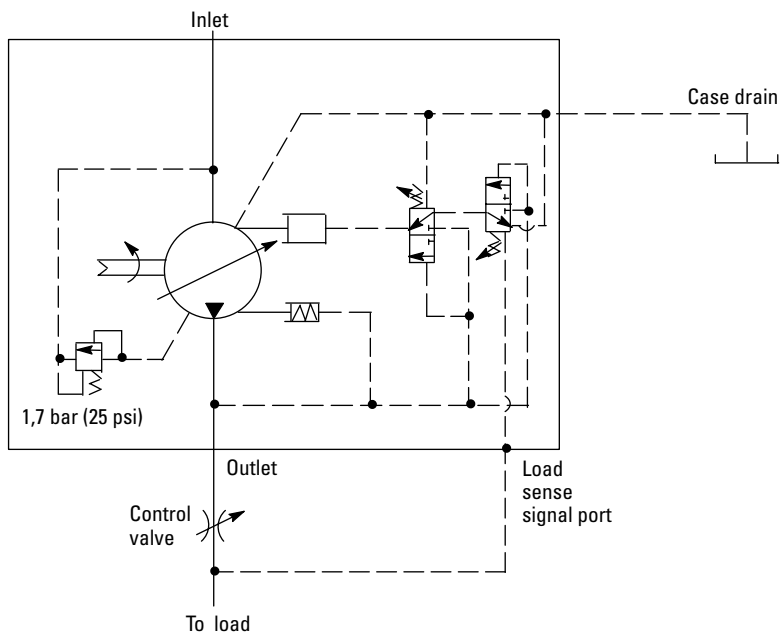 Inlet
Case drain
1,7 bar (25 psi)
Outlet
Load
sense
signal port
Control
valve
To load